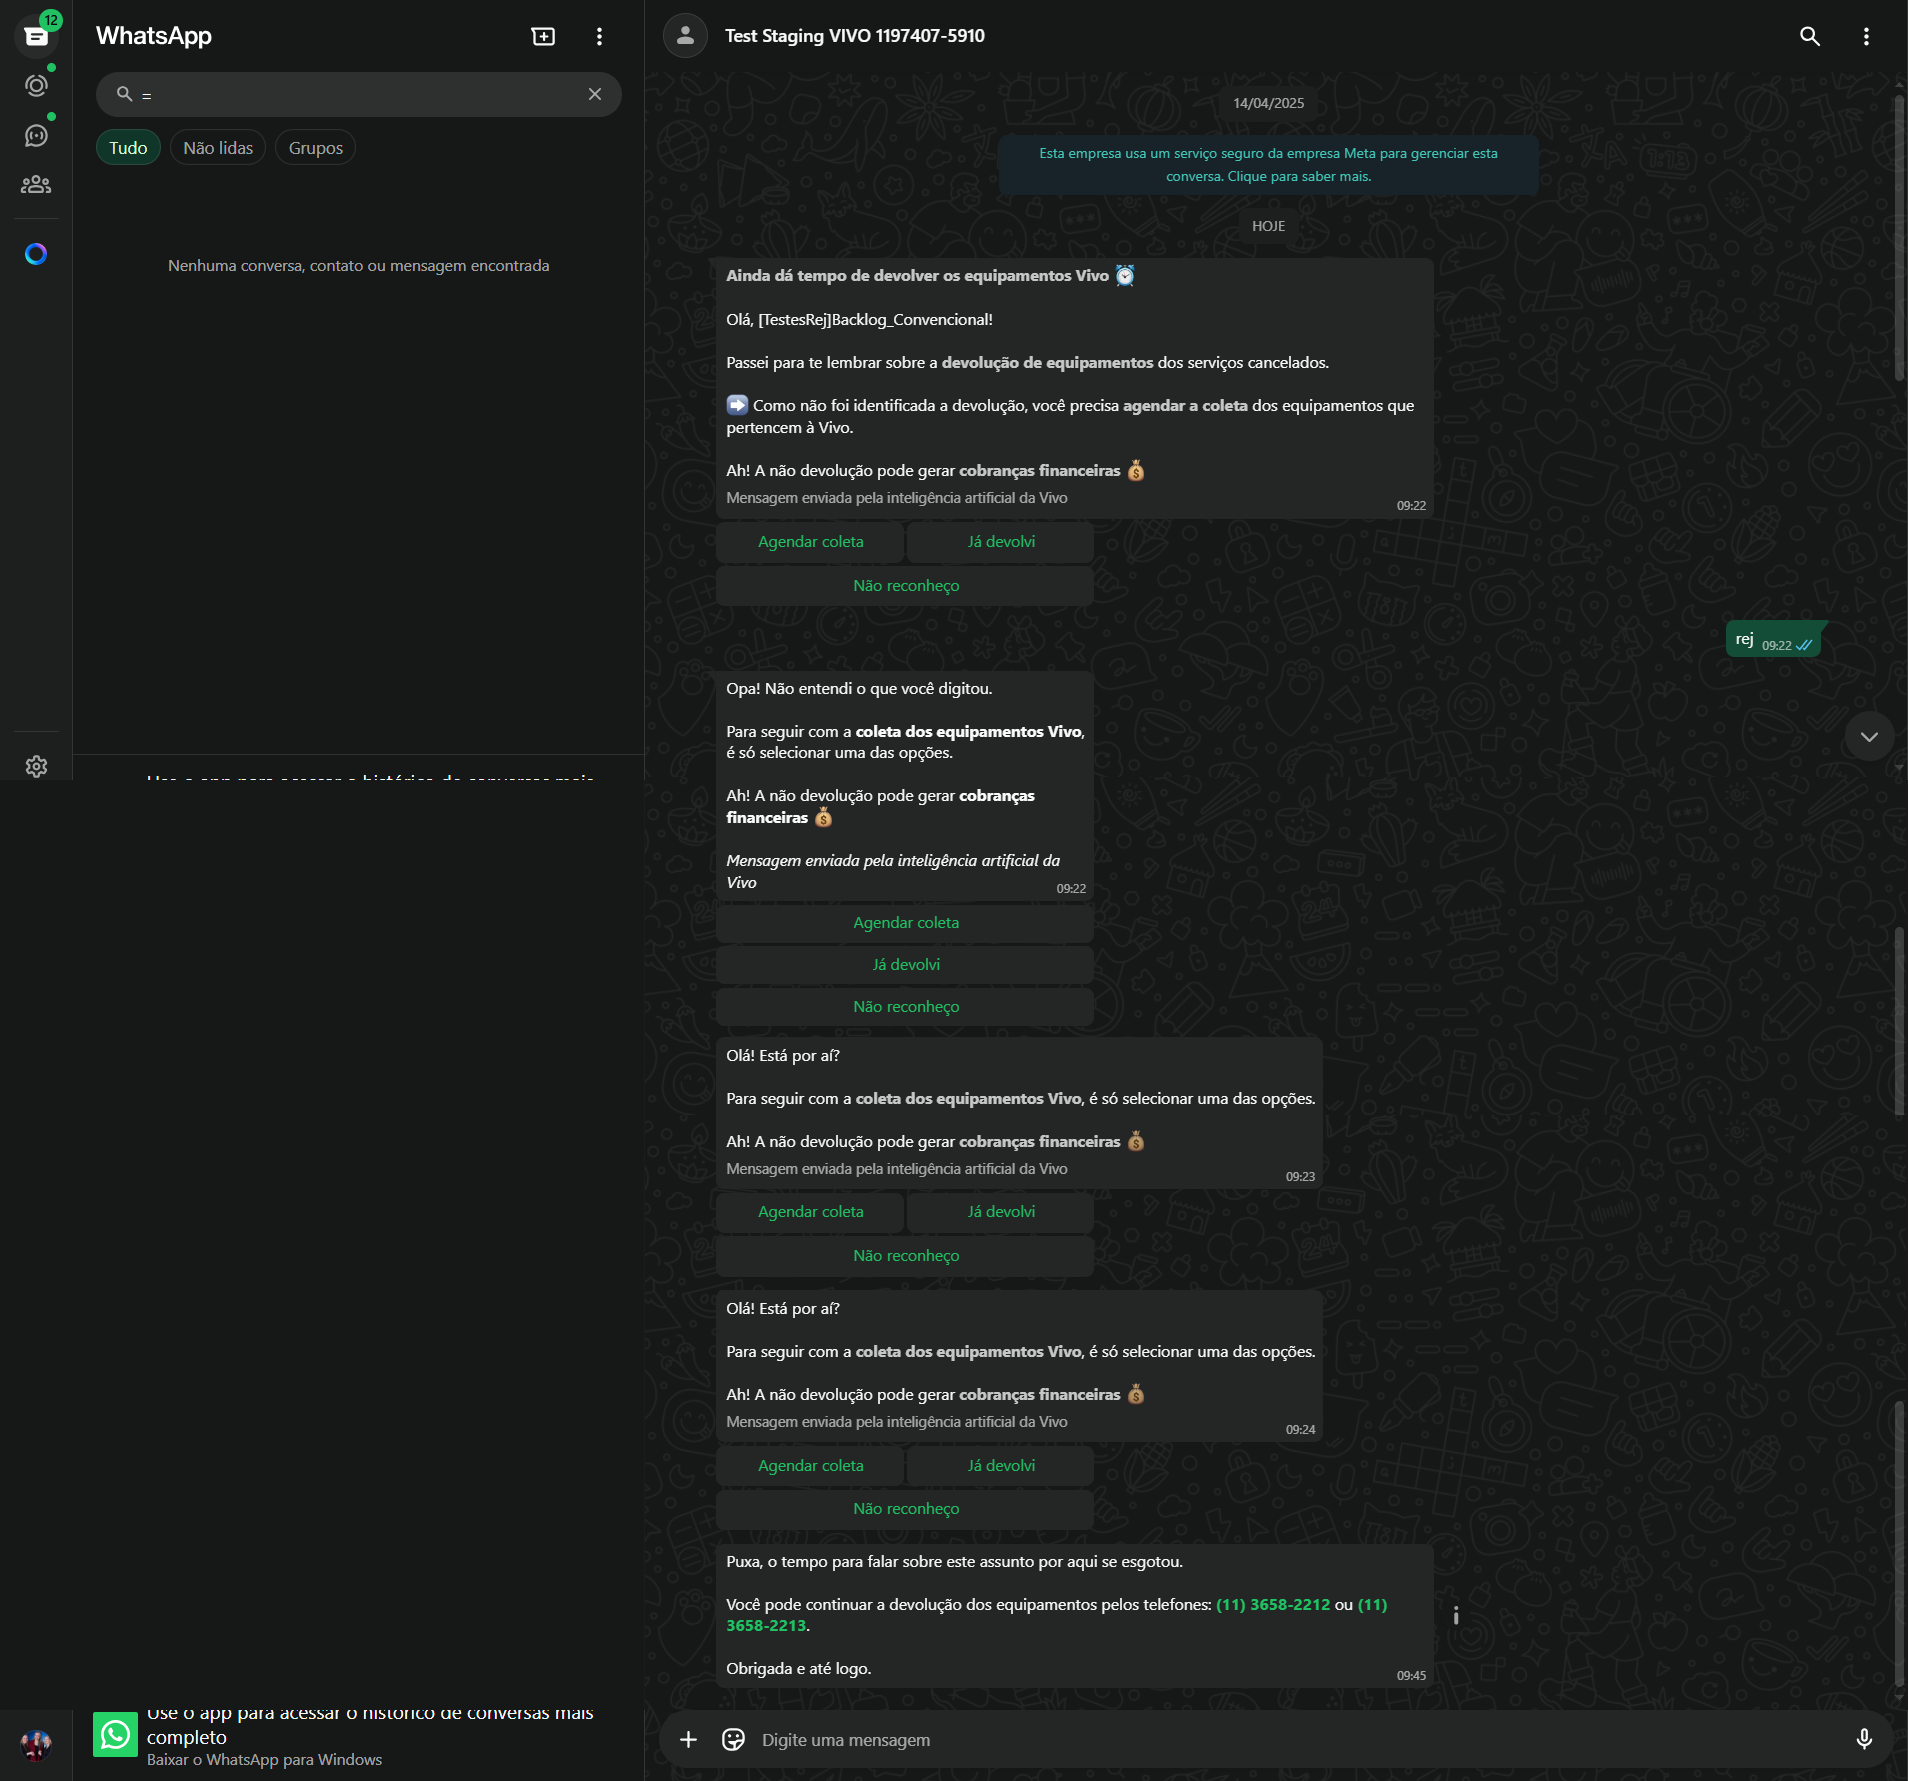 12
WhatsApp
=
Tudo
Não lidas
Grupos
Nenhuma conversa, contato ou mensagem encontrada
Use o app para acessar o histórico de conversas mais
completo
Baixar o WhatsApp para Windows
Test Staging VIVO 1197407-5910
14/04/2025
Esta empresa usa um serviço seguro da empresa Meta para gerenciar esta
conversa. Clique para saber mais.
HOJE
Ainda dá tempo de devolver os equipamentos Vivo ⏰
Olá, [TestesRej]Backlog_Convencional!
Passei para te lembrar sobre a devolução de equipamentos dos serviços cancelados.
➡️ Como não foi identificada a devolução, você precisa agendar a coleta dos equipamentos que
pertencem à Vivo.
Ah! A não devolução pode gerar cobranças financeiras 💰
Mensagem enviada pela inteligência artificial da Vivo
09:22
Agendar coleta
Já devolvi
Não reconheço
rej 09:22
Opa! Não entendi o que você digitou.
Para seguir com a coleta dos equipamentos Vivo,
é só selecionar uma das opções.
Ah! A não devolução pode gerar cobranças
financeiras 💰
Mensagem enviada pela inteligência artificial da
Vivo
09:22
Agendar coleta
Já devolvi
Não reconheço
Olá! Está por aí?
Para seguir com a coleta dos equipamentos Vivo, é só selecionar uma das opções.
Ah! A não devolução pode gerar cobranças financeiras 💰
Mensagem enviada pela inteligência artificial da Vivo
09:23
Agendar coleta
Já devolvi
Não reconheço
Olá! Está por aí?
Para seguir com a coleta dos equipamentos Vivo, é só selecionar uma das opções.
Ah! A não devolução pode gerar cobranças financeiras 💰
Mensagem enviada pela inteligência artificial da Vivo
09:24
Agendar coleta
Já devolvi
Não reconheço
Puxa, o tempo para falar sobre este assunto por aqui se esgotou.
Você pode continuar a devolução dos equipamentos pelos telefones: (11) 3658-2212 ou (11)
3658-2213.
Obrigada e até logo.
09:45
Digite uma mensagem